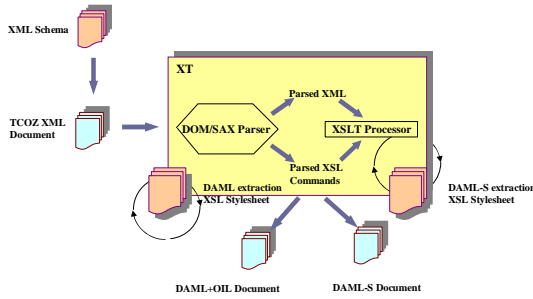 XML Schema
XT
Parsed XML
TCOZ XML
Document
DOM/SAX Parser
XSLT Processor
Parsed XSL
Commands
DAML extraction
XSL Stylesheet
DAML-S extraction
XSL Stylesheet
DAML+OIL Document
DAML-S Document